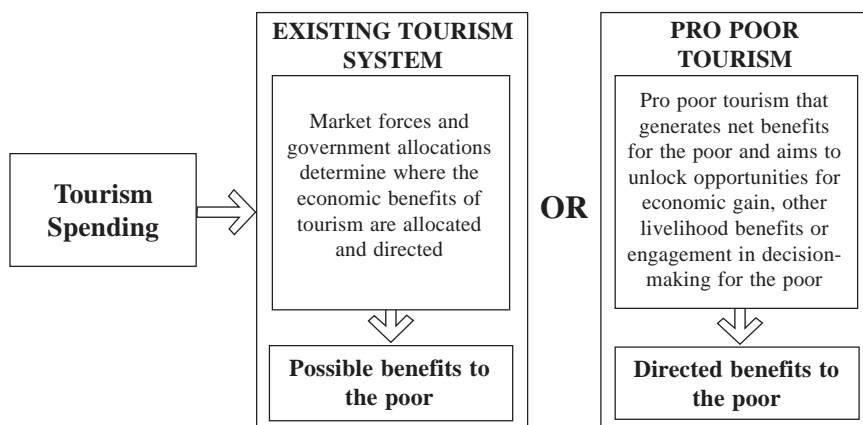 Tourism
Spending
EXISTING TOURISM
SYSTEM
Market forces and
government allocations
determine where the
economic benefits of
tourism are allocated
and directed
Possible benefits to
the poor
OR
PRO POOR
TOURISM
Pro poor tourism that
generates net benefits
for the poor and aims to
unlock opportunities for
economic gain, other
livelihood benefits or
engagement in decision-
making for the poor
Directed benefits to
the poor